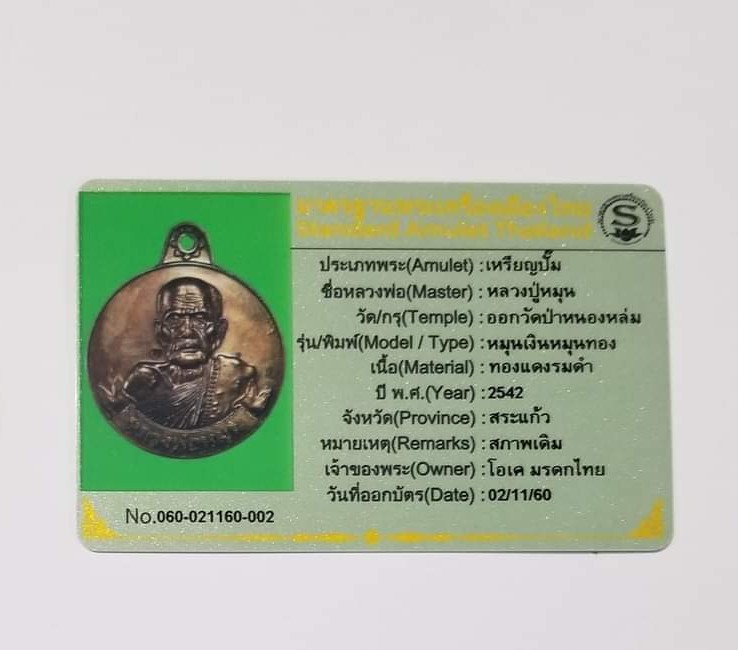 มาตรฐานพระเครื่องเมืองไทย
Standard Amulet Thailand
S
ประเภทพระ(Amulet) : เหรียญปั๊ม
ชื่อหลวงพ่อ(Master) : หลวงปู่หมุน
วัด/กรุ(Temple) : ออกวัดป่าหนองหล่ม
รุ่น/พิมพ์(Model / Type) : หมุนเงินหมุนทอง
เนื้อ(Material) : ทองแดงรมดำ
ปี พ.ศ.(Year) : 2542
จังหวัด(Province) : สระแก้ว
หมายเหตุ(Remarks) : สภาพเดิม
เจ้าของพระ(Owner) : โอเค มรดกไทย
วันที่ออกบัตร(Date) : 02/11/60
No.060-021160-002